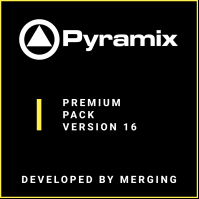 Pyramix
PREMIUM
PACK
VERSION 16
DEVELOPED BY MERGING